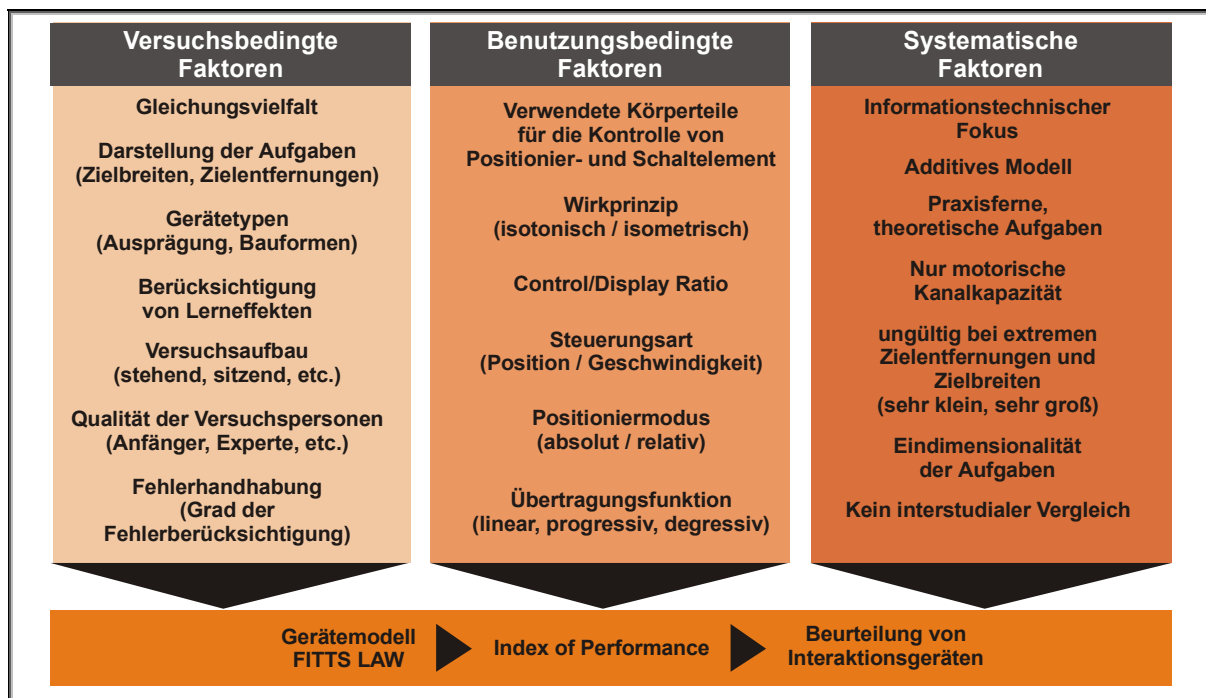 Versuchsbedingte
Faktoren
Gleichungsvielfalt
Darstellung der Aufgaben
(Zielbreiten, Zielentfernungen)
Gerätetypen
(Ausprägung, Bauformen)
Berücksichtigung
von Lerneffekten
Versuchsaufbau
(stehend, sitzend, etc.)
Qualität der Versuchspersonen
(Anfänger, Experte, etc.)
Fehlerhandhabung
(Grad der
Fehlerberücksichtigung)
Benutzungsbedingte
Faktoren
Verwendete Körperteile
für die Kontrolle von
Positionier- und Schaltelement
Wirkprinzip
(isotonisch / isometrisch)
Control/Display Ratio
Steuerungsart
(Position / Geschwindigkeit)
Positioniermodus
(absolut / relativ)
Übertragungsfunktion
(linear, progressiv, degressiv)
Systematische
Faktoren
Informationstechnischer
Fokus
Additives Modell
Praxisferne,
theoretische Aufgaben
Nur motorische
Kanalkapazität
ungültig bei extremen
Zielentfernungen und
Zielbreiten
(sehr klein, sehr groß)
Eindimensionalität
der Aufgaben
Kein interstudialer Vergleich
Gerätemodell
FITTS LAW
Index of Performance
Beurteilung von
Interaktionsgeräten